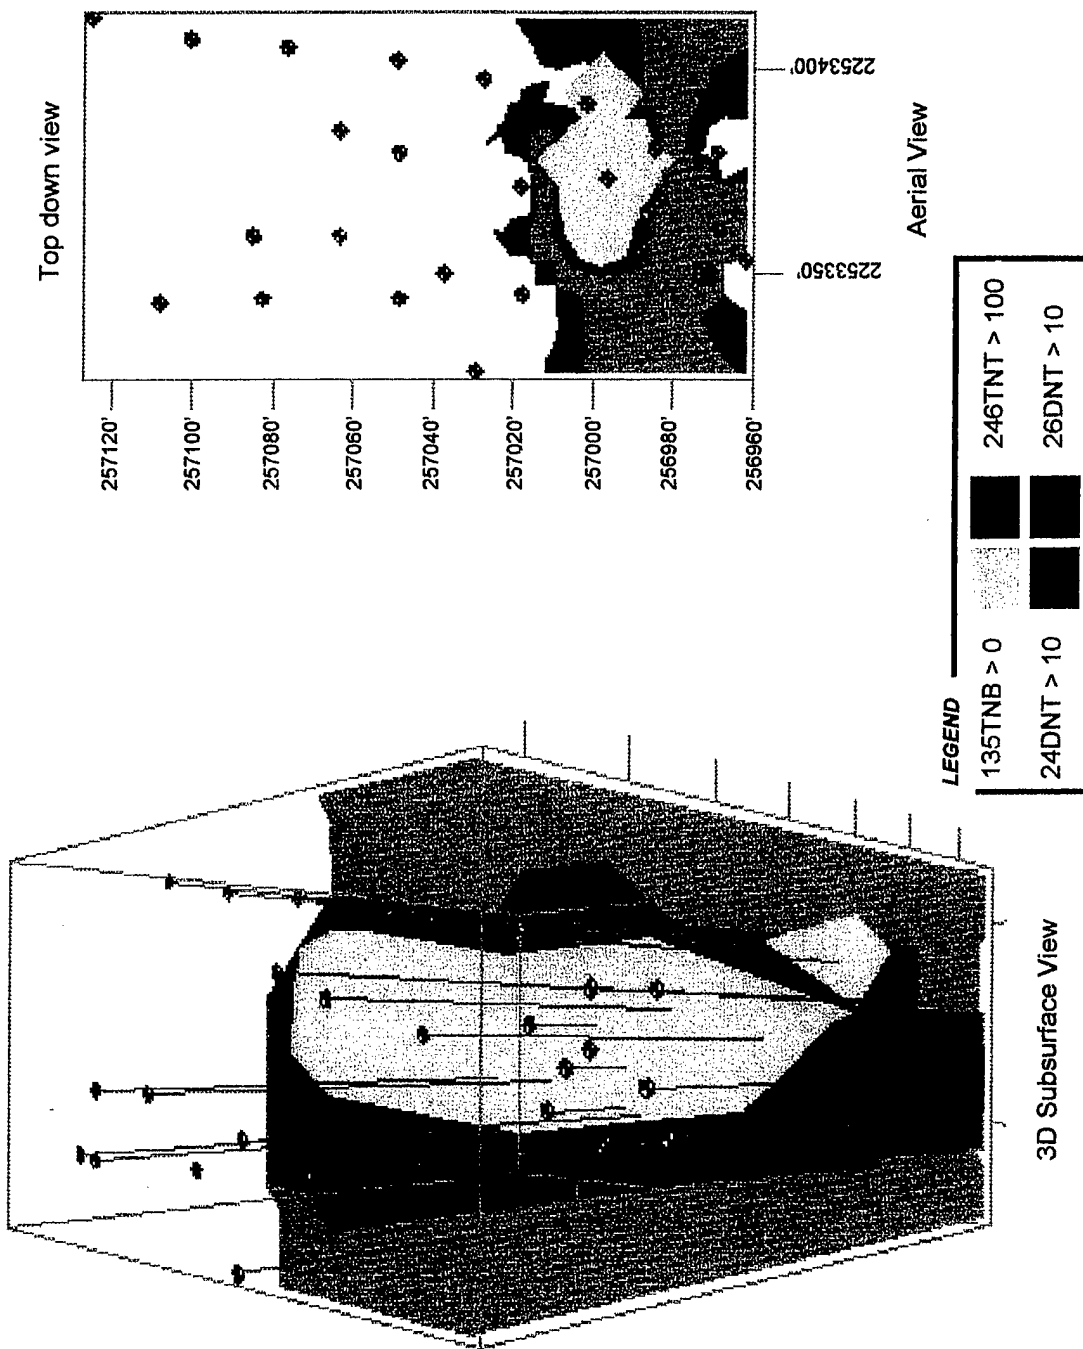 Top down view
257120'
257100'
257080'
257060'
257040'
257020'
257000'
256980'
256960'
2253350'
2253400'
Aerial View
3D Subsurface View
LEGEND
135TNB > 0
246TNT > 100
24DNT > 10
26DNT > 10